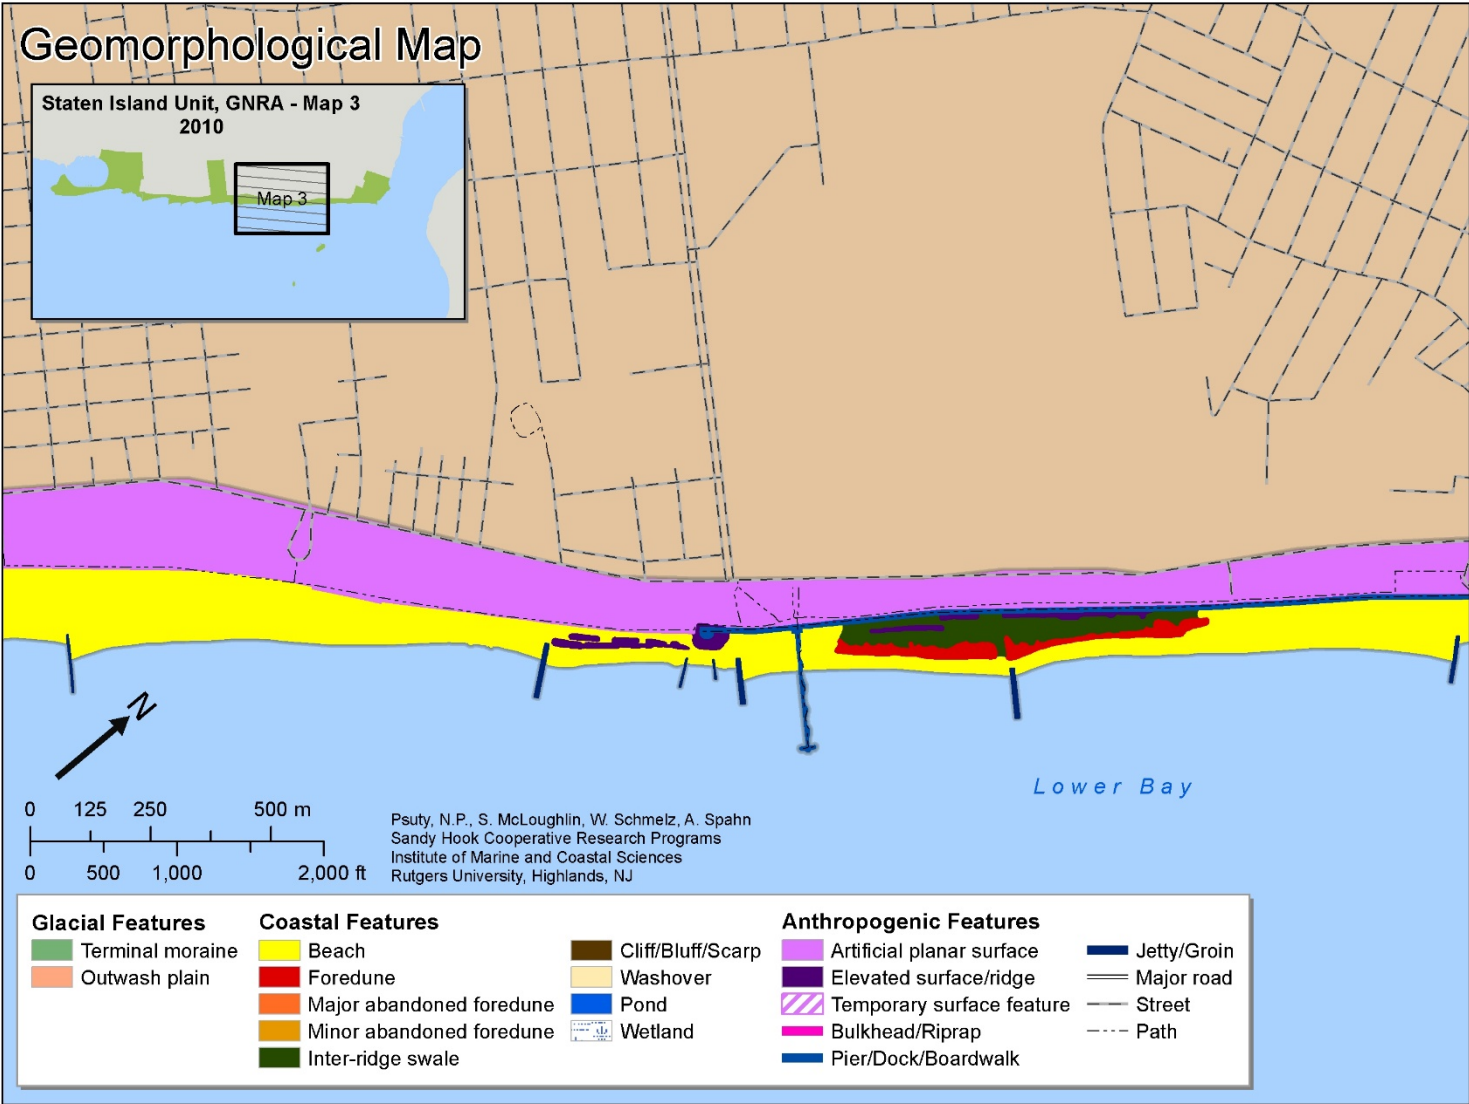 Geomorphological Map
Staten Island Unit, GNRA - Map 3
2010
Map 3
N
Lower Bay
0 125 250 500 m
0 500 1,000 2,000 ft
Psuty, N.P., S. McLoughlin, W. Schmelz, A. Spahn
Sandy Hook Cooperative Research Programs
Institute of Marine and Coastal Sciences
Rutgers University, Highlands, NJ
Glacial Features
Terminal moraine
Outwash plain
Coastal Features
Beach
Foredune
Major abandoned foredune
Minor abandoned foredune
Inter-ridge swale
Cliff/Bluff/Scarp
Washover
Pond
Wetland
Anthropogenic Features
Artificial planar surface
Elevated surface/ridge
Temporary surface feature
Bulkhead/Riprap
Pier/Dock/Boardwalk
Jetty/Groin
Major road
Street
Path